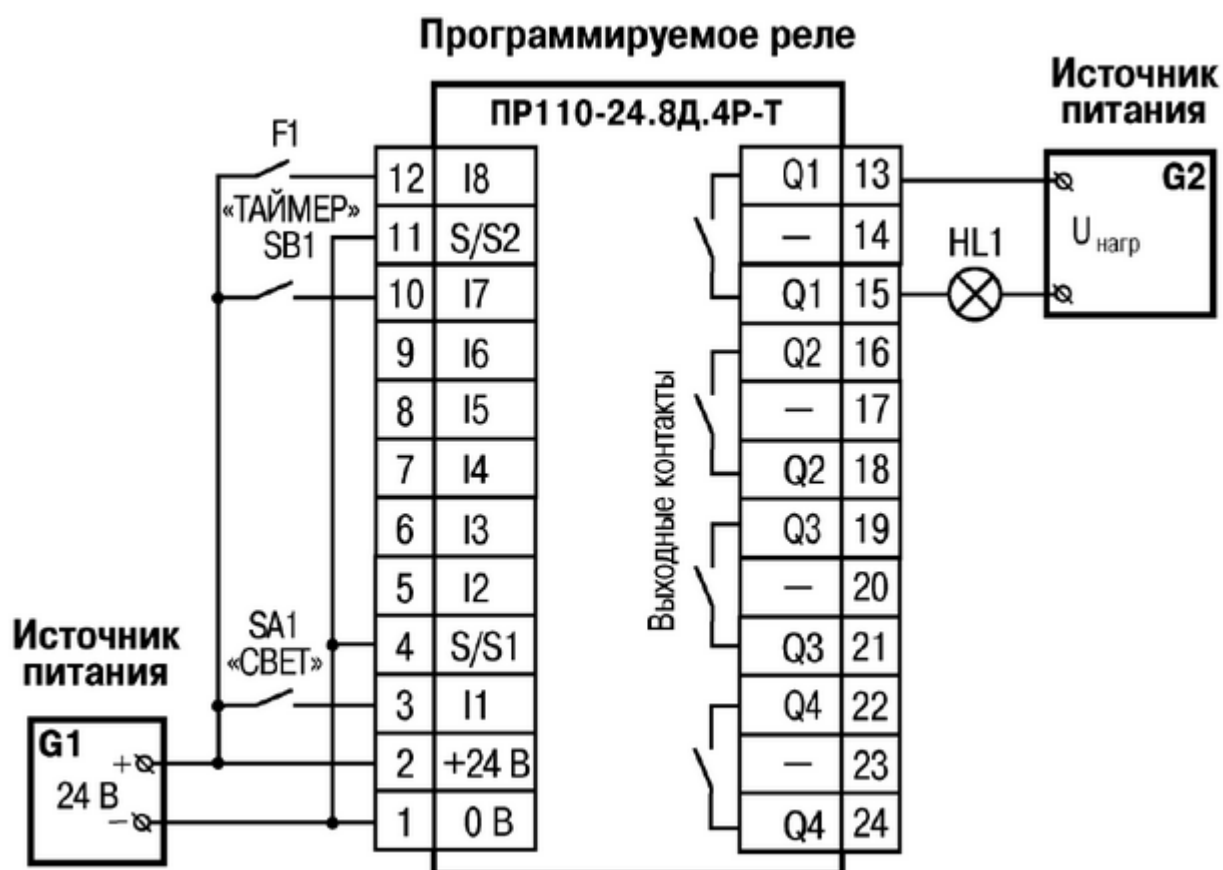 Программируемое реле
ПР110-24.8Д.4Р-Т
Источник
питания
G2
U нагр
HL1
F1
«ТАЙМЕР»
SB1
SA1
«СВЕТ»
Источник
питания
G1
+
24 В
−
12 I8
11 S/S2
10 I7
9 I6
8 I5
7 I4
6 I3
5 I2
4 S/S1
3 I1
2 +24 В
1 0 В
Выходные контакты
Q1 13
— 14
Q1 15
Q2 16
— 17
Q2 18
Q3 19
— 20
Q3 21
Q4 22
— 23
Q4 24